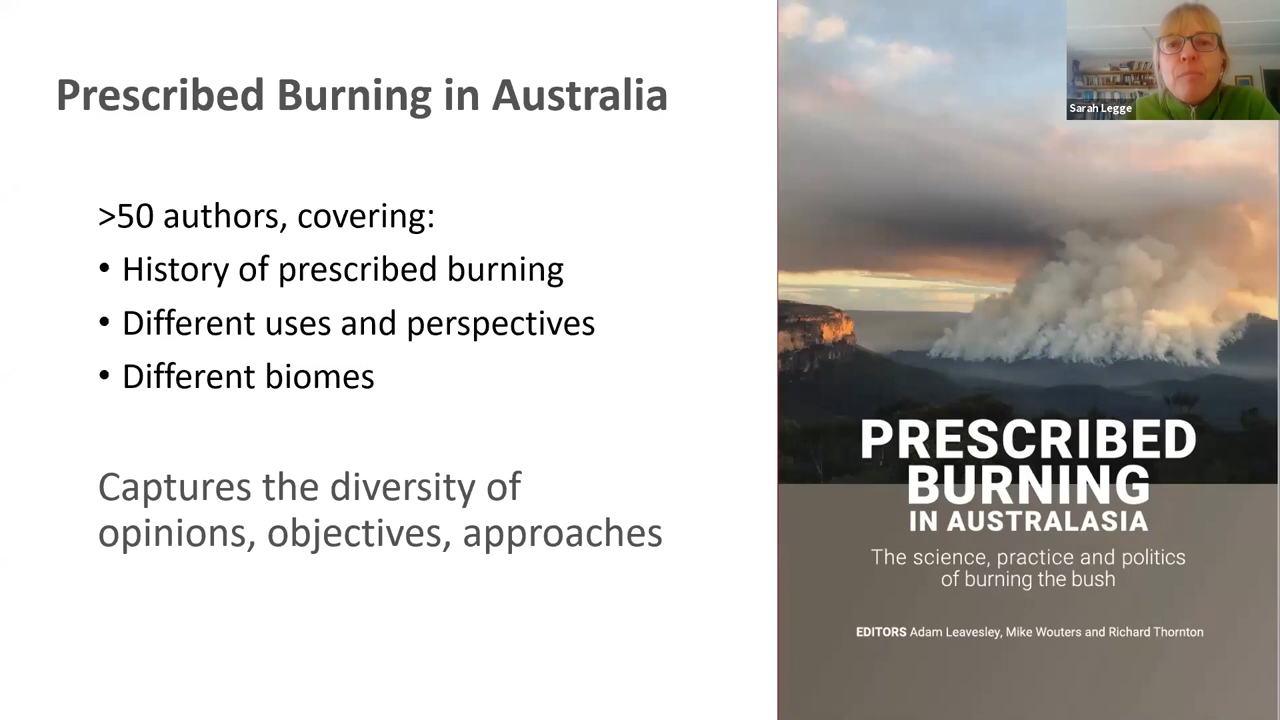 Prescribed Burning in Australia
>50 authors, covering:
• History of prescribed burning
• Different uses and perspectives
• Different biomes
Captures the diversity of
opinions, objectives, approaches
Sarah Legge
PRESCRIBED
BURNING
IN AUSTRALASIA
The science, practice and politics
of burning the bush
EDITORS Adam Leavesley, Mike Wouters and Richard Thornton